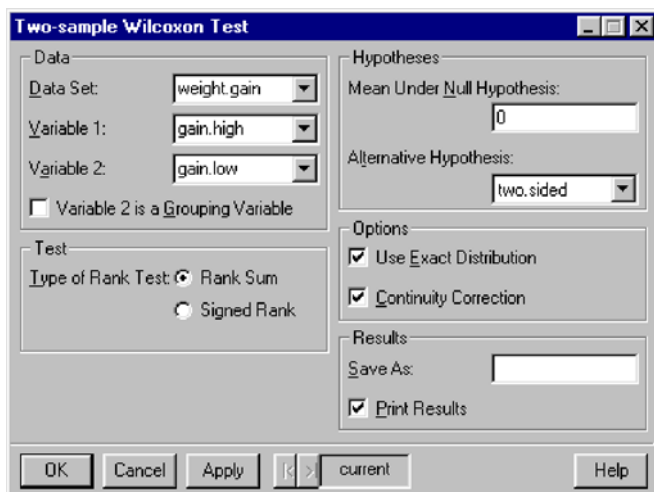 Two-sample Wilcoxon Test
Data
Data Set: weight.gain
Variable 1: gain.high
Variable 2: gain.low
Variable 2 is a Grouping Variable
Test
Type of Rank Test: Rank Sum
Signed Rank
Hypotheses
Mean Under Null Hypothesis:
0
Alternative Hypothesis:
two.sided
Options
Use Exact Distribution
Continuity Correction
Results
Save As:
Print Results
OK Cancel Apply current Help